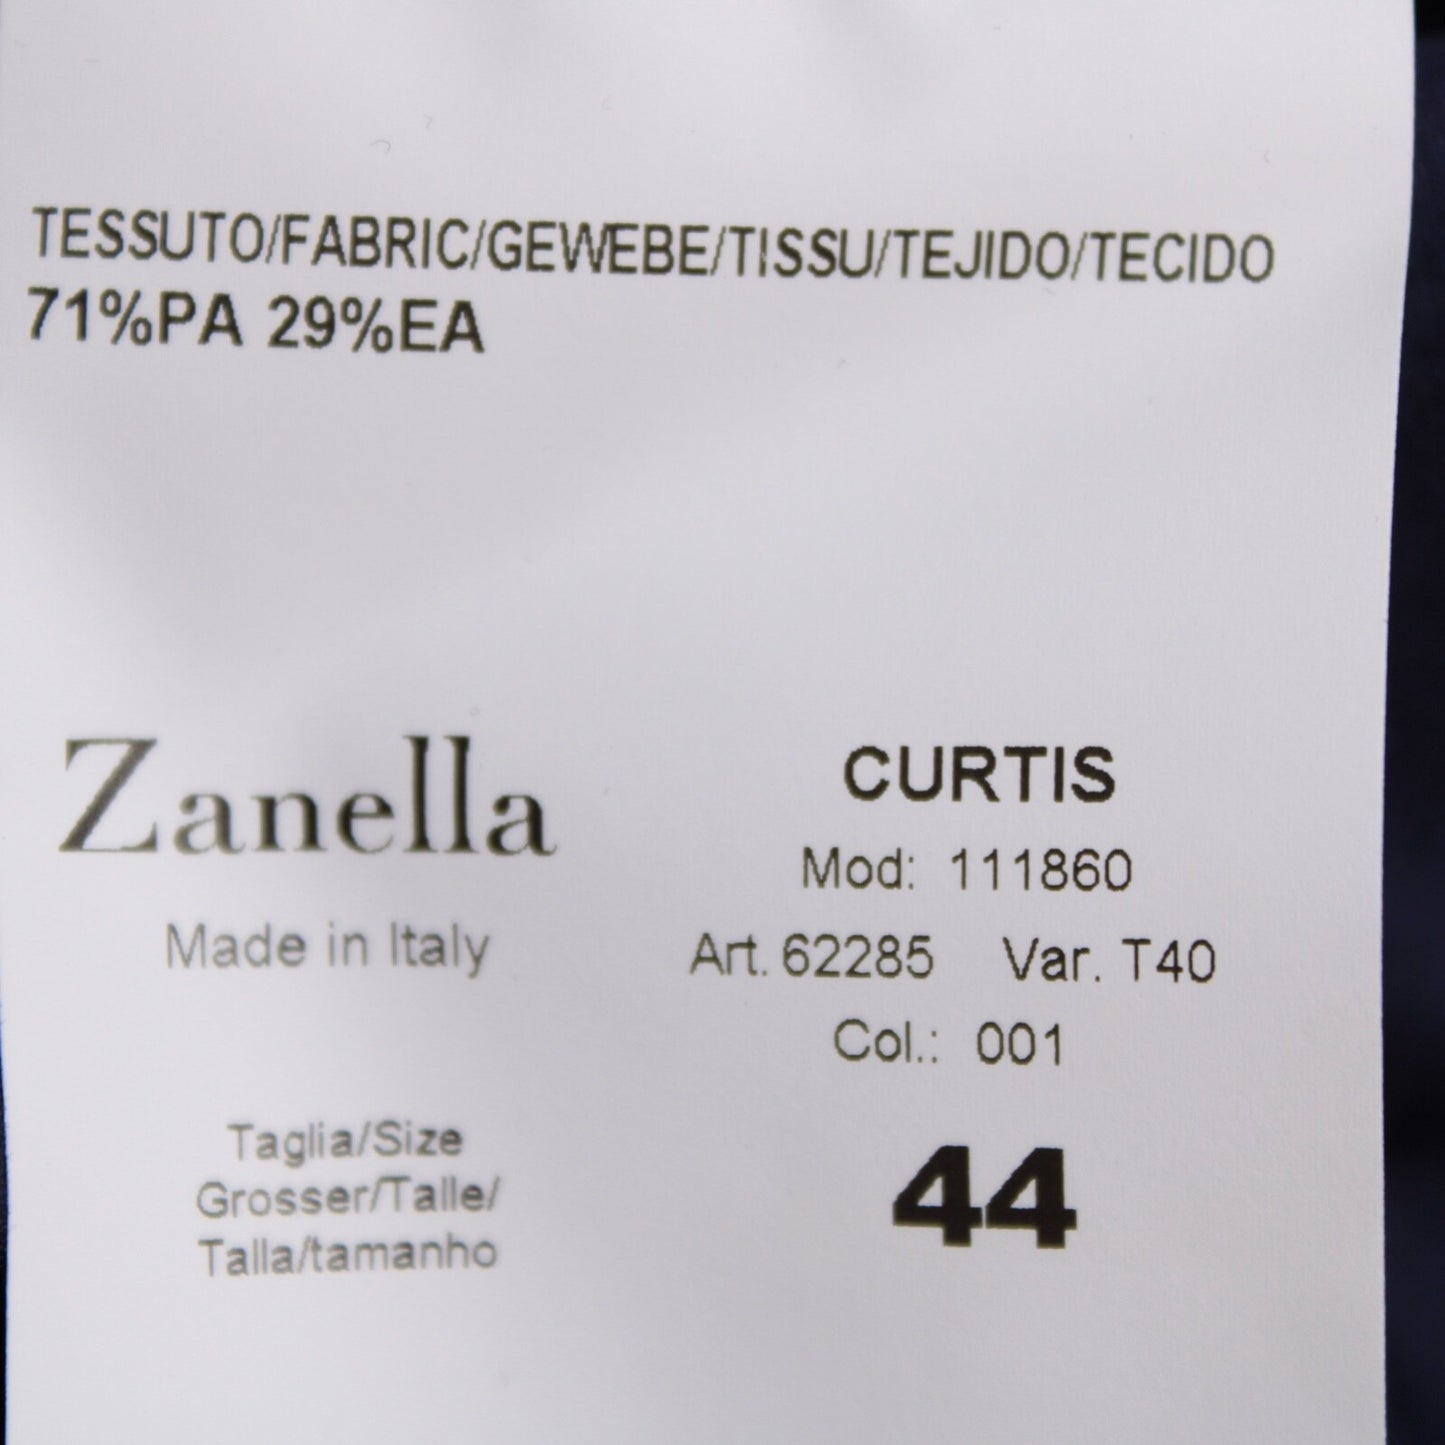 TESSUTO/FABRIC/GEWEBE/TISSU/TEJIDO/TECIDO
71%PA 29%EA
Zanella
Made in Italy
CURTIS
Mod: 111860
Art. 62285 Var. T40
Col.: 001
Taglia/Size
Grosser/Talle/
Talla/tamanho
44